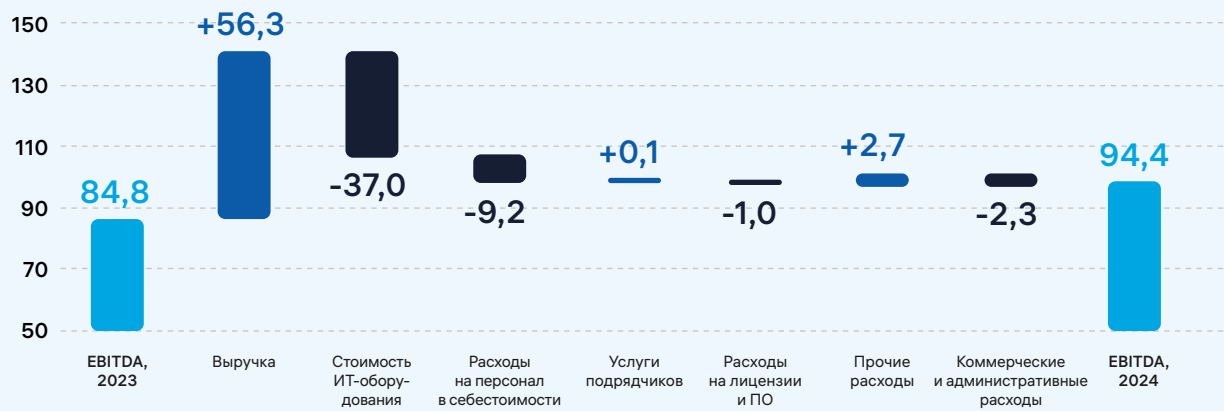 150
130
110
90
70
50
84,8
+56,3
-37,0
-9,2
+0,1
-1,0
+2,7
-2,3
94,4
EBITDA,
2023
Выручка
Стоимость
ИТ-обору-
дования
Расходы
на персонал
в себестоимости
Услуги
подрядчиков
Расходы
на лицензии
и ПО
Прочие
расходы
Коммерческие
и административные
расходы
EBITDA,
2024